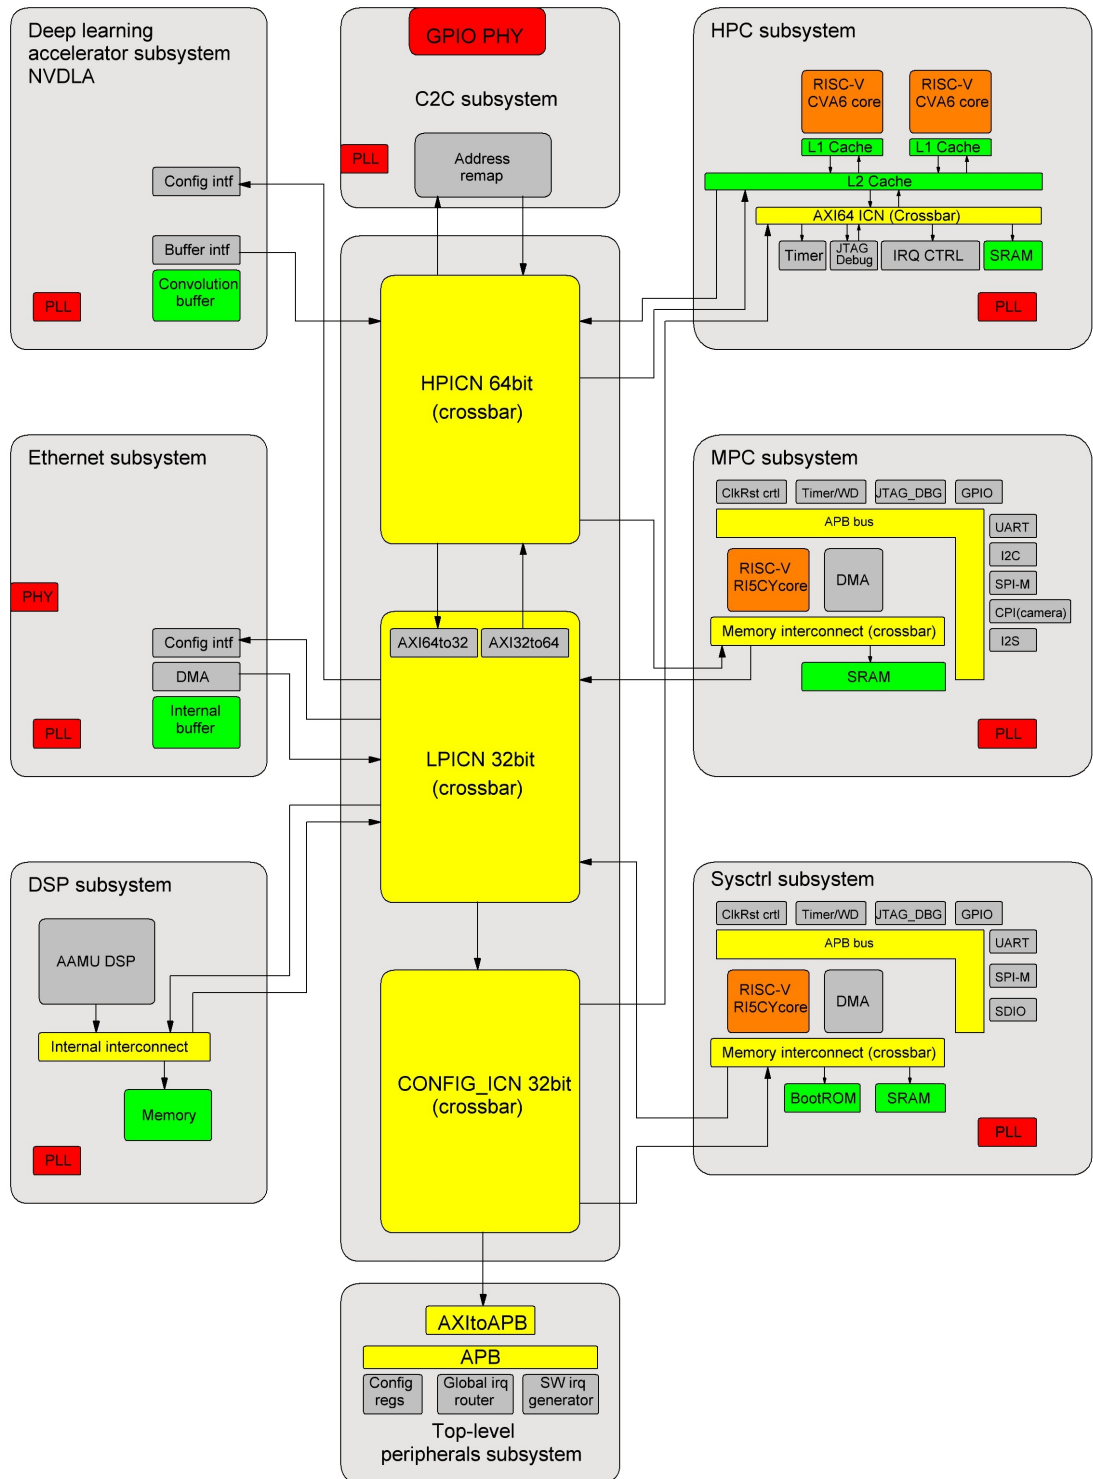 Deep learning
accelerator subsystem
NVDLA
Config intf
Buffer intf
Convolution
buffer
PLL
GPIO PHY
C2C subsystem
PLL
Address
remap
HPC subsystem
RISC-V
CVA6 core
RISC-V
CVA6 core
L1 Cache
L1 Cache
L2 Cache
AXI64 ICN (Crossbar)
Timer
JTAG
Debug
IRQ CTRL
SRAM
PLL
HPICN 64bit
(crossbar)
Ethernet subsystem
PHY
Config intf
DMA
Internal
buffer
PLL
AXI64to32
AXI32to64
LPICN 32bit
(crossbar)
MPC subsystem
ClkRst crtl
Timer/WD
JTAG_DBG
GPIO
APB bus
UART
I2C
SPI-M
CPI(camera)
I2S
RISC-V
RI5CYcore
DMA
Memory interconnect (crossbar)
SRAM
PLL
DSP subsystem
AAMU DSP
Internal interconnect
Memory
PLL
CONFIG_ICN 32bit
(crossbar)
Sysctrl subsystem
ClkRst crtl
Timer/WD
JTAG_DBG
GPIO
APB bus
UART
SPI-M
SDIO
RISC-V
RI5CYcore
DMA
Memory interconnect (crossbar)
BootROM
SRAM
PLL
AXItoAPB
APB
Config
regs
Global irq
router
SW irq
generator
Top-level
peripherals subsystem